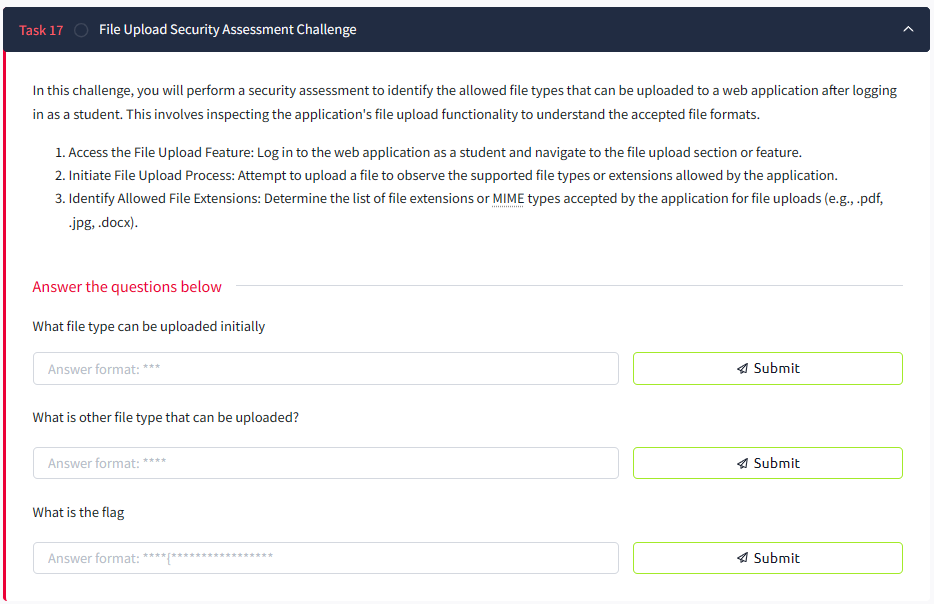 Task 17 File Upload Security Assessment Challenge
In this challenge, you will perform a security assessment to identify the allowed file types that can be uploaded to a web application after logging
in as a student. This involves inspecting the application's file upload functionality to understand the accepted file formats.
1. Access the File Upload Feature: Log in to the web application as a student and navigate to the file upload section or feature.
2. Initiate File Upload Process: Attempt to upload a file to observe the supported file types or extensions allowed by the application.
3. Identify Allowed File Extensions: Determine the list of file extensions or MIME types accepted by the application for file uploads (e.g., .pdf,
.jpg, .docx).
Answer the questions below
What file type can be uploaded initially
Answer format: *** Submit
What is other file type that can be uploaded?
Answer format: **** Submit
What is the flag
Answer format: ****{***************** Submit